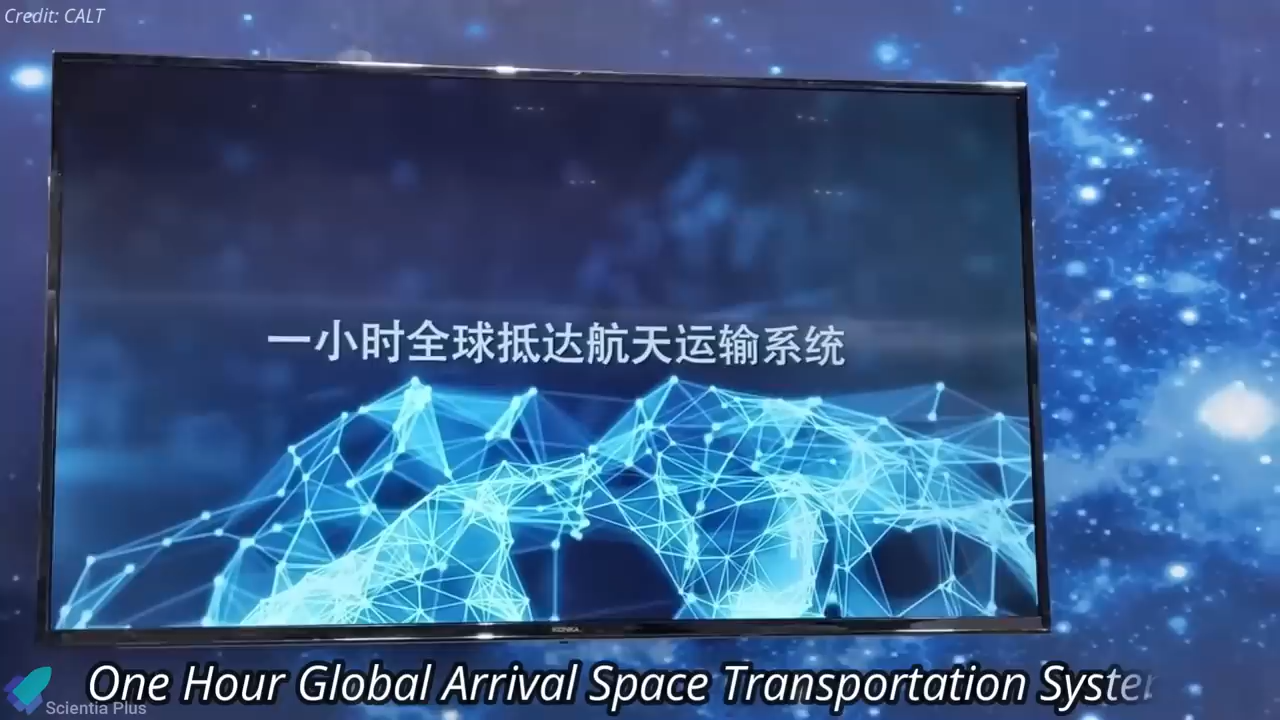 Credit: CALT
一小时全球抵达航天运输系统
KONKA
One Hour Global Arrival Space Transportation System
Scientia Plus